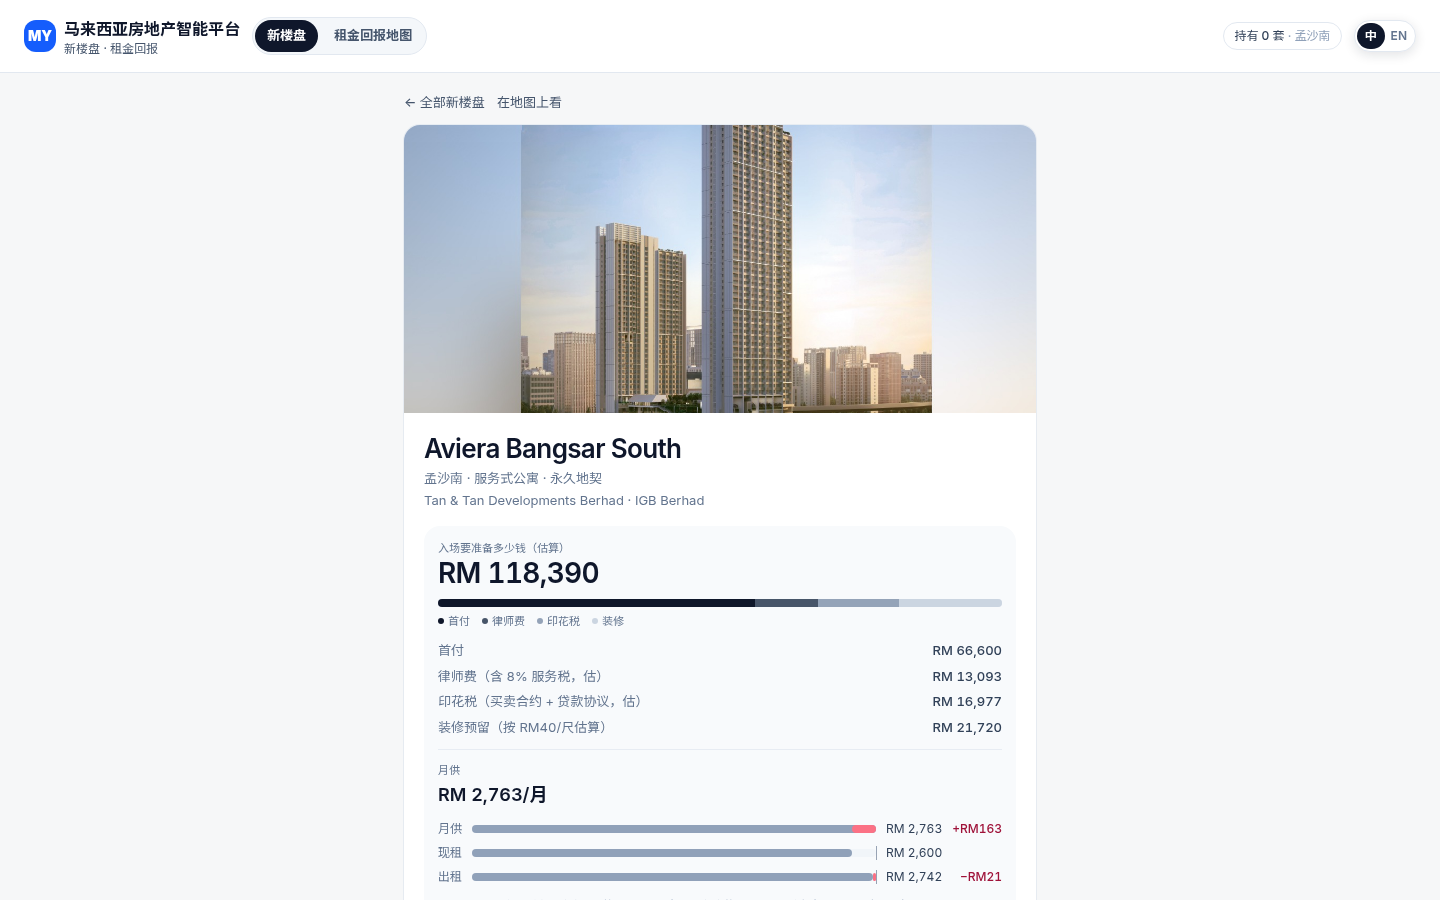 MY
马来西亚房地产智能平台
新楼盘 · 租金回报
新楼盘
租金回报地图
持有 0 套 · 孟沙南
中
EN
← 全部新楼盘
在地图上看
Aviera Bangsar South
孟沙南 · 服务式公寓 · 永久地契
Tan & Tan Developments Berhad · IGB Berhad
入场要准备多少钱（估算）
RM 118,390
首付 律师费 印花税 装修
首付 RM 66,600
律师费（含 8% 服务税，估） RM 13,093
印花税（买卖合约 + 贷款协议，估） RM 16,977
装修预留（按 RM40/尺估算） RM 21,720
月供
RM 2,763/月
月供 RM 2,763 +RM163
现租 RM 2,600
出租 RM 2,742 −RM21